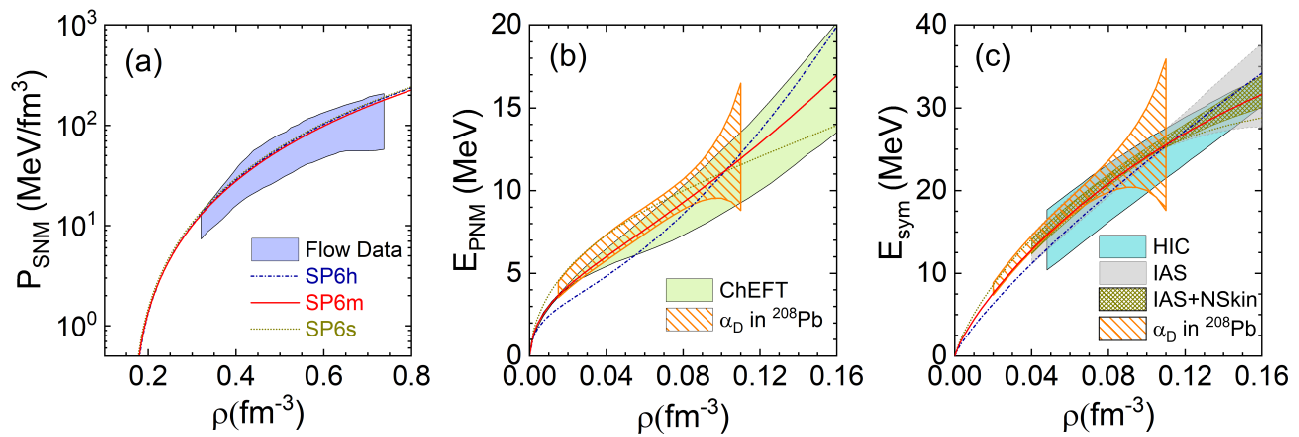 (a)
P_SNM (MeV/fm³)
10³
10²
10¹
10⁰
0.2 0.4 0.6 0.8
ρ(fm⁻³)
Flow Data
SP6h
SP6m
SP6s
(b)
E_PNM (MeV)
20
15
10
5
0
0.00 0.04 0.08 0.12 0.16
ρ(fm⁻³)
ChEFT
α_D in ²⁰⁸Pb
(c)
E_sym (MeV)
60
50
40
30
20
10
0
0.00 0.04 0.08 0.12 0.16
ρ(fm⁻³)
HIC
IAS
IAS+NSkin
α_D in ²⁰⁸Pb